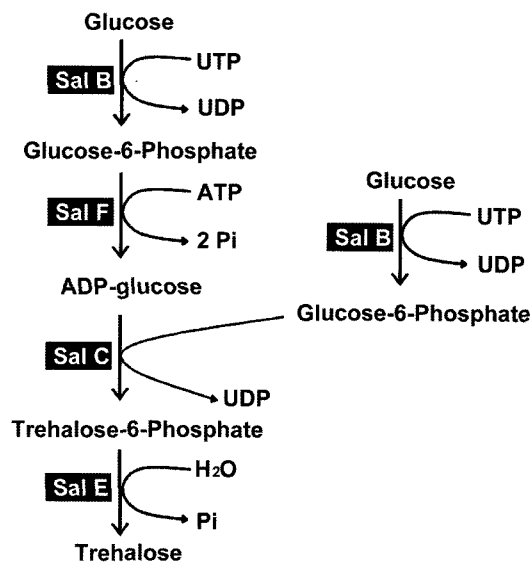 Glucose
Sal B
UTP
UDP
Glucose-6-Phosphate
Sal F
ATP
2 Pi
ADP-glucose
Glucose
Sal B
UTP
UDP
Glucose-6-Phosphate
Sal C
UDP
Trehalose-6-Phosphate
Sal E
H₂O
Pi
Trehalose